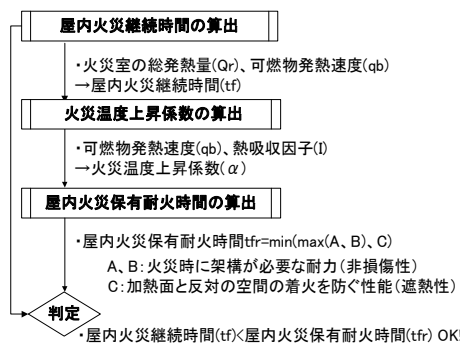 屋内火災継続時間の算出
・火災室の総発熱量(Qr)、可燃物発熱速度(qb)
→屋内火災継続時間(tf)
火災温度上昇係数の算出
・可燃物発熱速度(qb)、熱吸収因子(I)
→火災温度上昇係数(α)
屋内火災保有耐火時間の算出
・屋内火災保有耐火時間tfr=min(max(A、B)、C)
A、B：火災時に架構が必要な耐力（非損傷性）
C：加熱面と反対の空間の着火を防ぐ性能（遮熱性）
判定
・屋内火災継続時間(tf)<屋内火災保有耐火時間(tfr) OK!